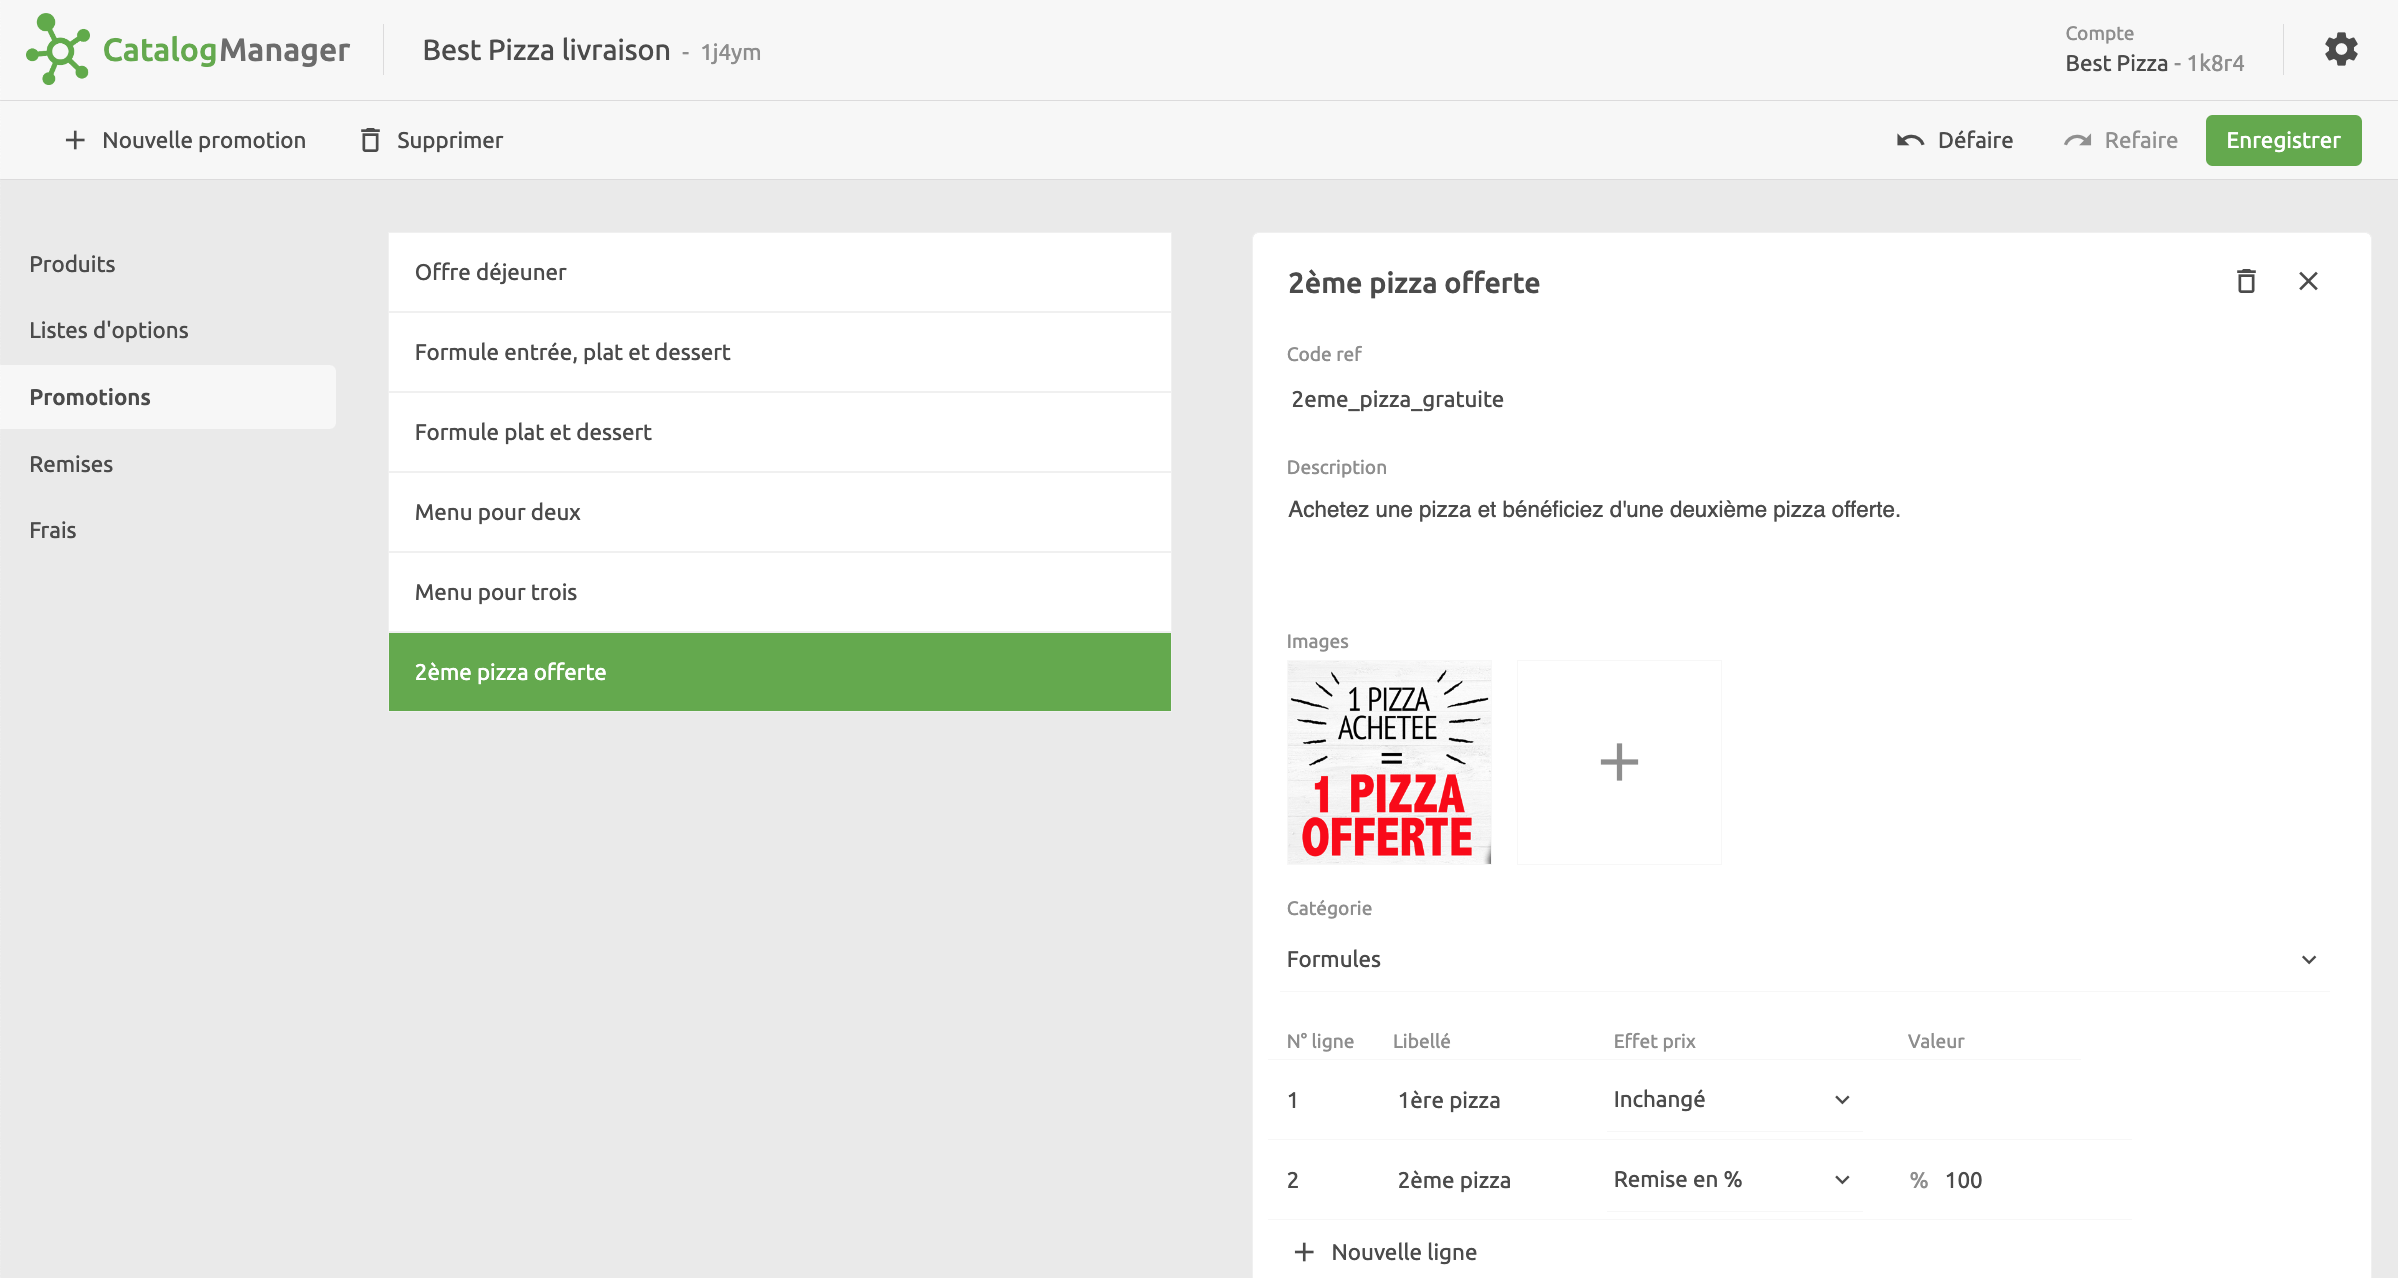 CatalogManager
Best Pizza livraison - 1j4ym
Compte
Best Pizza - 1k8r4
Nouvelle promotion
Supprimer
Défaire
Refaire
Enregistrer
Produits
Listes d'options
Promotions
Remises
Frais
Offre déjeuner
Formule entrée, plat et dessert
Formule plat et dessert
Menu pour deux
Menu pour trois
2ème pizza offerte
2ème pizza offerte
Code ref
2eme_pizza_gratuite
Description
Achetez une pizza et bénéficiez d'une deuxième pizza offerte.
Images
1 PIZZA
ACHETEE
=
1 PIZZA
OFFERTE
Catégorie
Formules
N° ligne Libellé Effet prix Valeur
1 1ère pizza Inchangé
2 2ème pizza Remise en % % 100
Nouvelle ligne